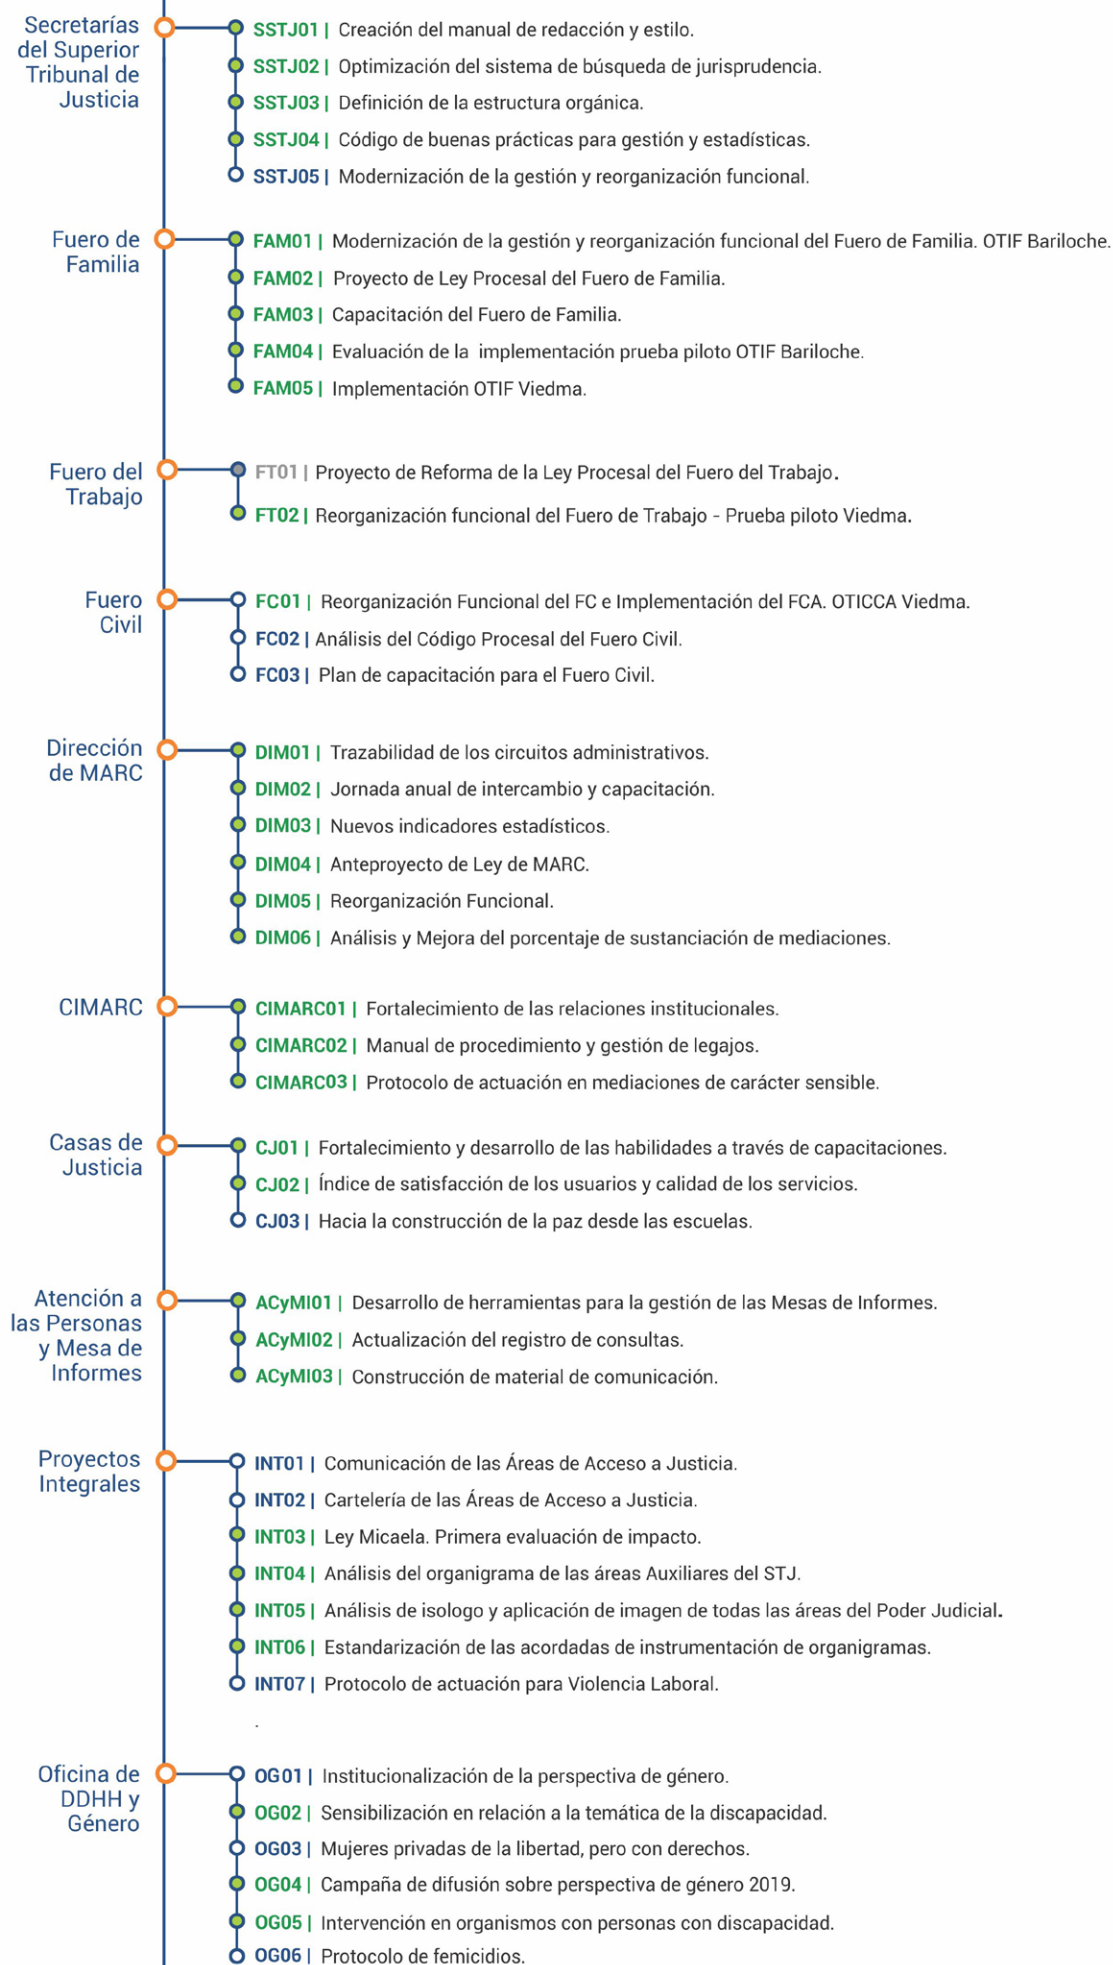 Secretarías
del Superior
Tribunal de
Justicia
SSTJ01 | Creación del manual de redacción y estilo.
SSTJ02 | Optimización del sistema de búsqueda de jurisprudencia.
SSTJ03 | Definición de la estructura orgánica.
SSTJ04 | Código de buenas prácticas para gestión y estadísticas.
SSTJ05 | Modernización de la gestión y reorganización funcional.
Fuero de
Familia
FAM01 | Modernización de la gestión y reorganización funcional del Fuero de Familia. OTIF Bariloche.
FAM02 | Proyecto de Ley Procesal del Fuero de Familia.
FAM03 | Capacitación del Fuero de Familia.
FAM04 | Evaluación de la implementación prueba piloto OTIF Bariloche.
FAM05 | Implementación OTIF Viedma.
Fuero del
Trabajo
FT01 | Proyecto de Reforma de la Ley Procesal del Fuero del Trabajo.
FT02 | Reorganización funcional del Fuero de Trabajo - Prueba piloto Viedma.
Fuero
Civil
FC01 | Reorganización Funcional del FC e Implementación del FCA. OTICCA Viedma.
FC02 | Análisis del Código Procesal del Fuero Civil.
FC03 | Plan de capacitación para el Fuero Civil.
Dirección
de MARC
DIM01 | Trazabilidad de los circuitos administrativos.
DIM02 | Jornada anual de intercambio y capacitación.
DIM03 | Nuevos indicadores estadísticos.
DIM04 | Anteproyecto de Ley de MARC.
DIM05 | Reorganización Funcional.
DIM06 | Análisis y Mejora del porcentaje de sustanciación de mediaciones.
CIMARC
CIMARC01 | Fortalecimiento de las relaciones institucionales.
CIMARC02 | Manual de procedimiento y gestión de legajos.
CIMARC03 | Protocolo de actuación en mediaciones de carácter sensible.
Casas de
Justicia
CJ01 | Fortalecimiento y desarrollo de las habilidades a través de capacitaciones.
CJ02 | Índice de satisfacción de los usuarios y calidad de los servicios.
CJ03 | Hacia la construcción de la paz desde las escuelas.
Atención a
las Personas
y Mesa de
Informes
ACyMI01 | Desarrollo de herramientas para la gestión de las Mesas de Informes.
ACyMI02 | Actualización del registro de consultas.
ACyMI03 | Construcción de material de comunicación.
Proyectos
Integrales
INT01 | Comunicación de las Áreas de Acceso a Justicia.
INT02 | Cartelería de las Áreas de Acceso a Justicia.
INT03 | Ley Micaela. Primera evaluación de impacto.
INT04 | Análisis del organigrama de las áreas Auxiliares del STJ.
INT05 | Análisis de isologo y aplicación de imagen de todas las áreas del Poder Judicial.
INT06 | Estandarización de las acordadas de instrumentación de organigramas.
INT07 | Protocolo de actuación para Violencia Laboral.
.
Oficina de
DDHH y
Género
OG01 | Institucionalización de la perspectiva de género.
OG02 | Sensibilización en relación a la temática de la discapacidad.
OG03 | Mujeres privadas de la libertad, pero con derechos.
OG04 | Campaña de difusión sobre perspectiva de género 2019.
OG05 | Intervención en organismos con personas con discapacidad.
OG06 | Protocolo de femicidios.